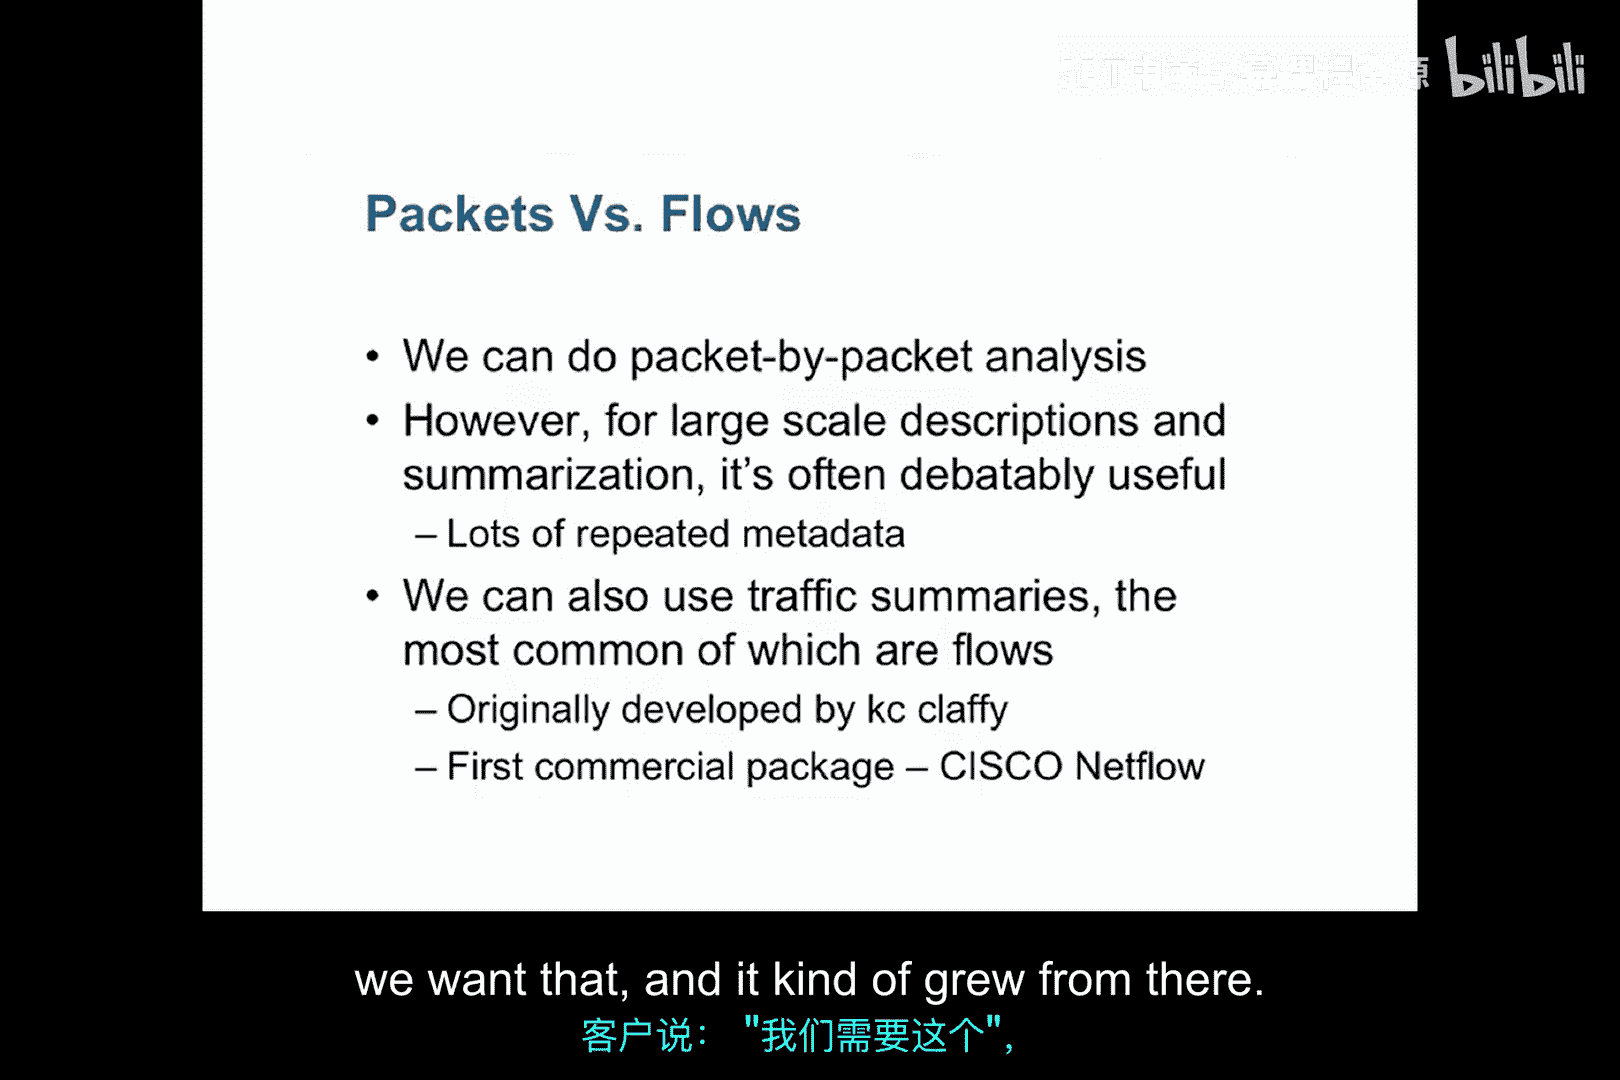 bilibili
Packets Vs. Flows
• We can do packet-by-packet analysis
• However, for large scale descriptions and
summarization, it's often debatably useful
– Lots of repeated metadata
• We can also use traffic summaries, the
most common of which are flows
– Originally developed by kc claffy
– First commercial package – CISCO Netflow
we want that, and it kind of grew from there.
客户说： "我们需要这个",